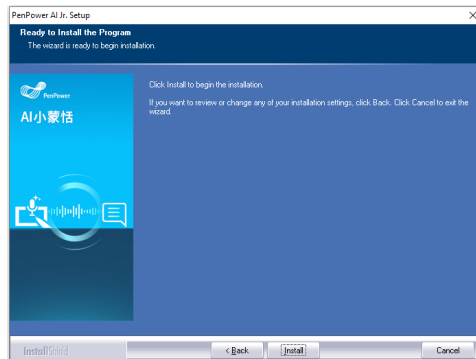 PenPower AI Jr. Setup
Ready to Install the Program
The wizard is ready to begin installation.
PenPower
AI小蒙恬
Click Install to begin the installation.
If you want to review or change any of your installation settings, click Back. Click Cancel to exit the
wizard.
InstallShield
< Back
Install
Cancel